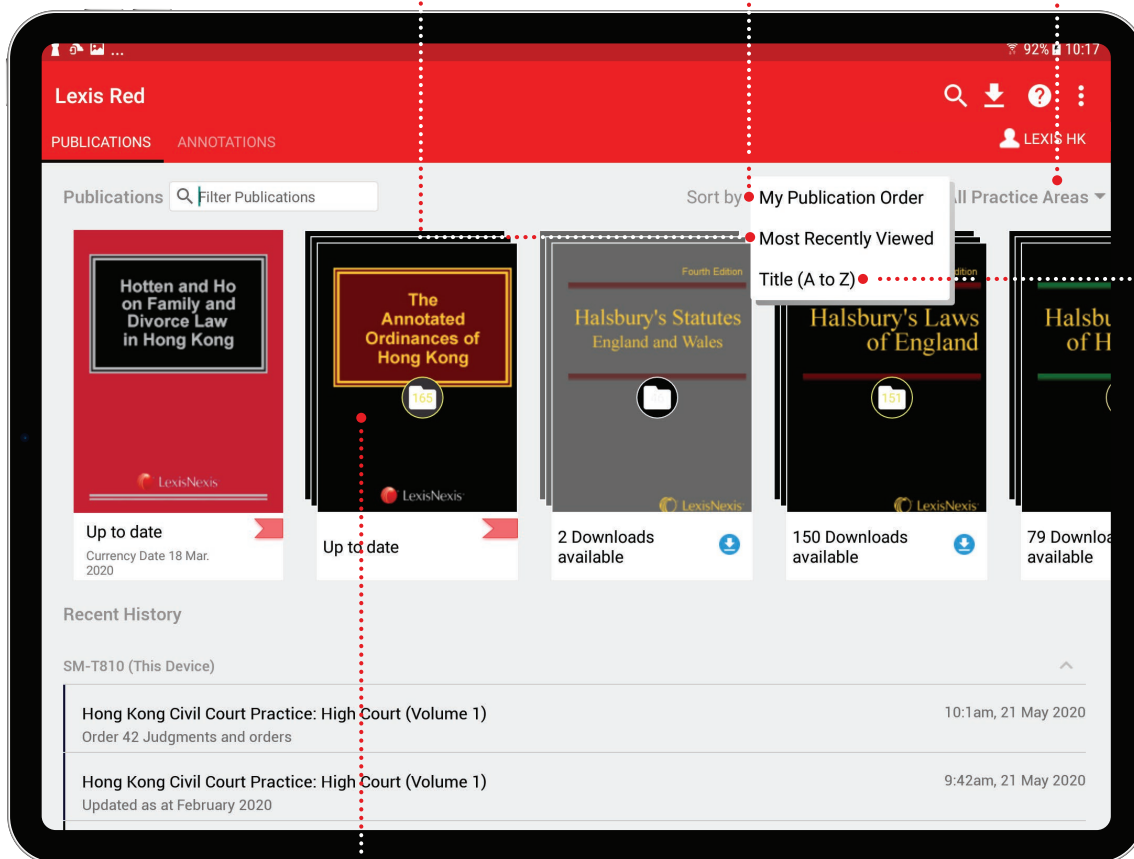 ...
92% 10:17
Lexis Red
PUBLICATIONS ANNOTATIONS
LEXIS HK
Publications
Filter Publications
Sort by
My Publication Order
Most Recently Viewed
Title (A to Z)
All Practice Areas
Hotten and Ho
on Family and
Divorce Law
in Hong Kong
LexisNexis
Up to date
Currency Date 18 Mar.
2020
The
Annotated
Ordinances of
Hong Kong
165
LexisNexis
Up to date
Fourth Edition
Halsbury's Statutes
England and Wales
LexisNexis
2 Downloads
available
dition
Halsbury's Laws
of England
151
LexisNexis
150 Downloads
available
Halsbu
of H
79 Downloa
available
Recent History
SM-T810 (This Device)
Hong Kong Civil Court Practice: High Court (Volume 1)
10:1am, 21 May 2020
Order 42 Judgments and orders
Hong Kong Civil Court Practice: High Court (Volume 1)
9:42am, 21 May 2020
Updated as at February 2020